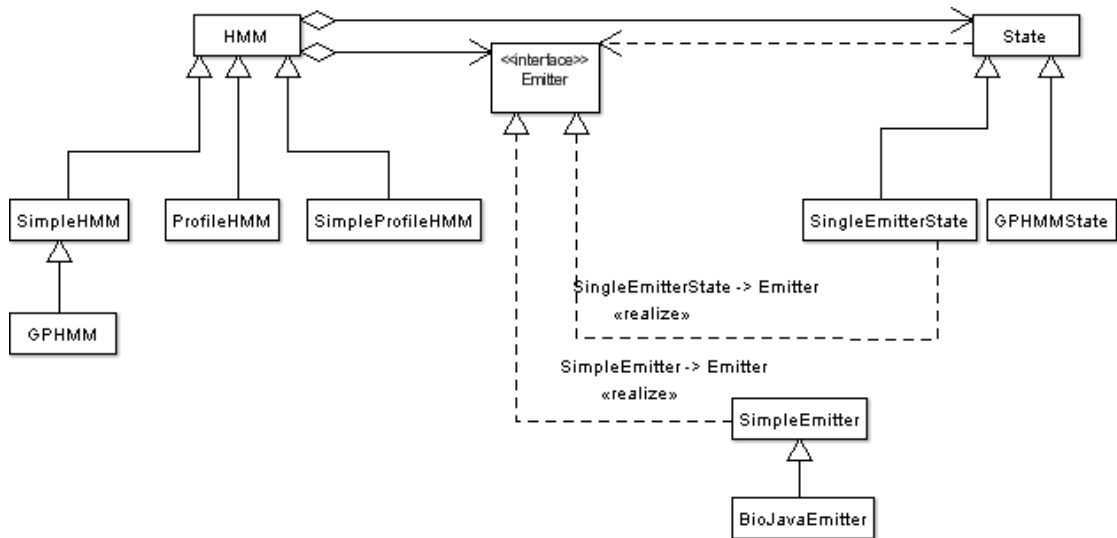 HMM
State
<<interface>>
Emitter
SimpleHMM
ProfileHMM
SimpleProfileHMM
SingleEmitterState
GPHMMState
SingleEmitterState -> Emitter
«realize»
GPHMM
SimpleEmitter -> Emitter
«realize»
SimpleEmitter
BioJavaEmitter